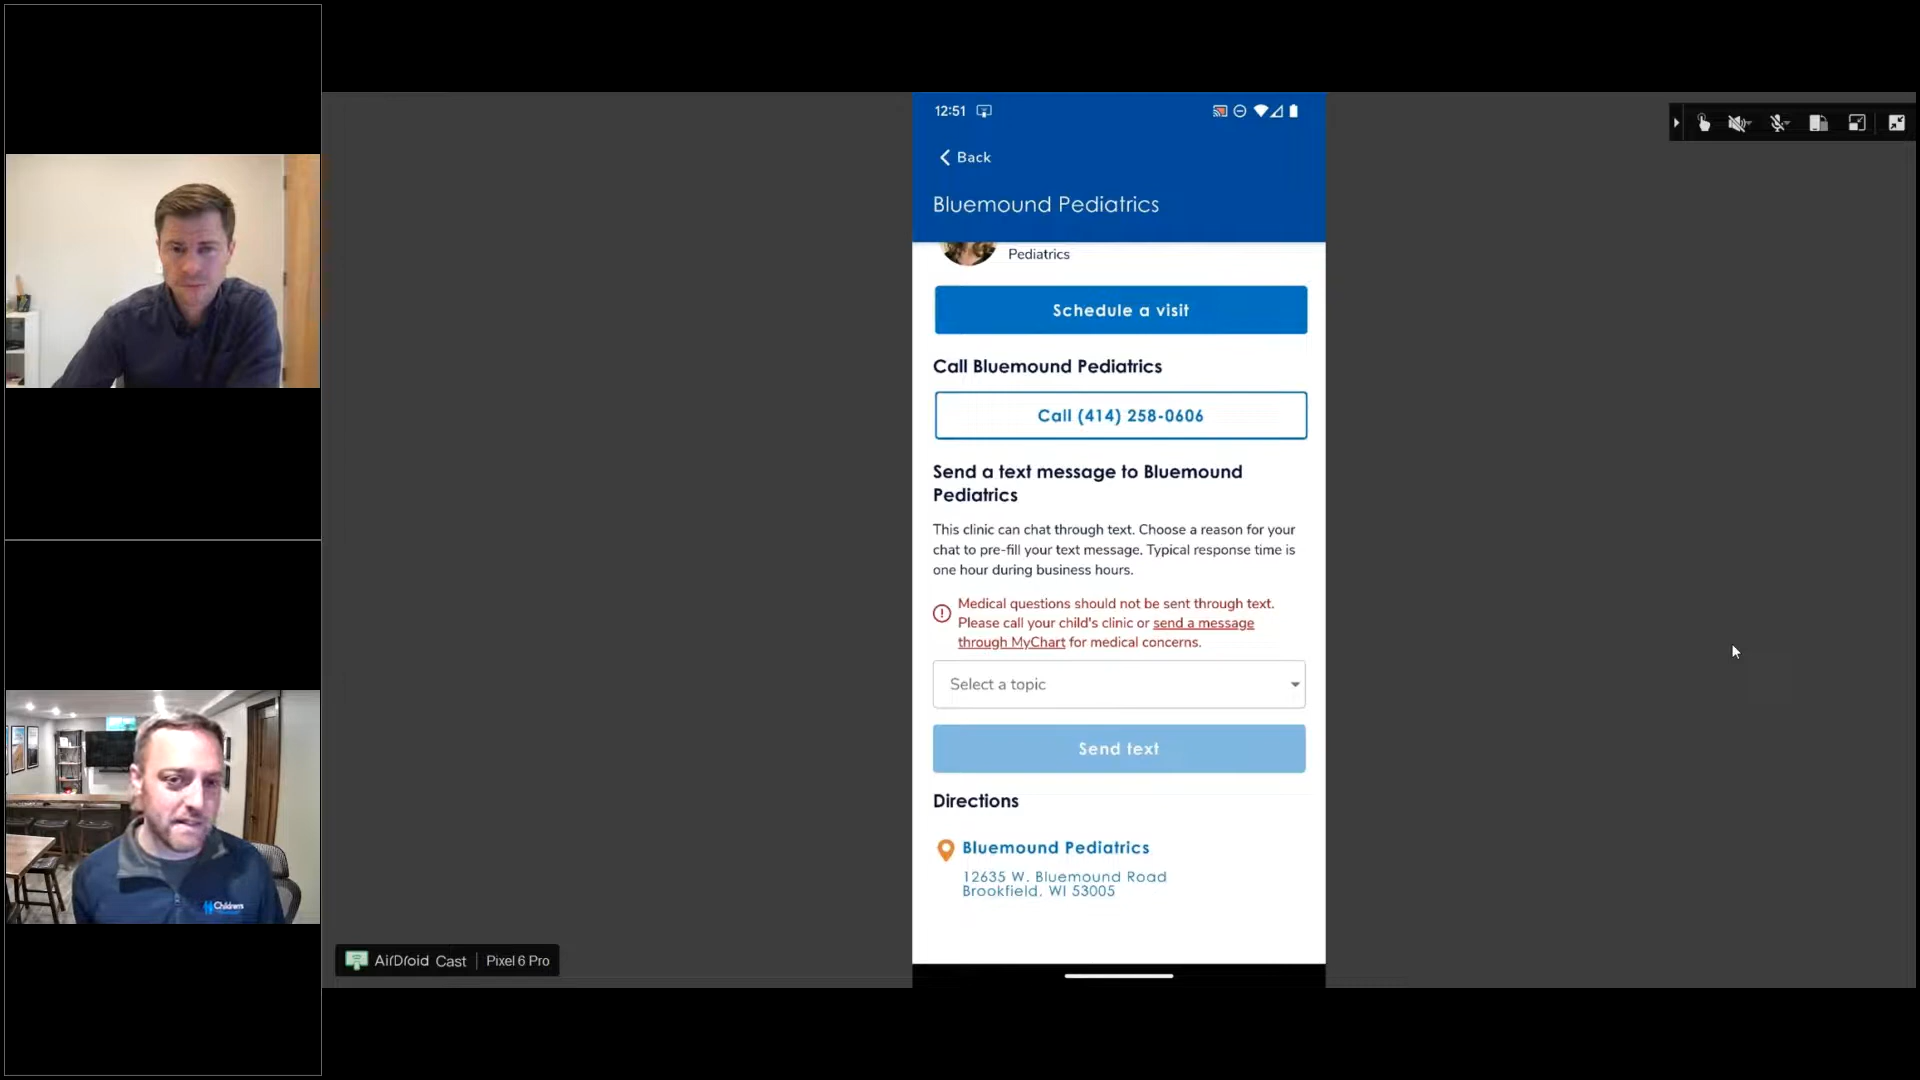 12:51
Back
Bluemound Pediatrics
Pediatrics
Schedule a visit
Call Bluemound Pediatrics
Call (414) 258-0606
Send a text message to Bluemound
Pediatrics
This clinic can chat through text. Choose a reason for your
chat to pre-fill your text message. Typical response time is
one hour during business hours.
Medical questions should not be sent through text.
Please call your child's clinic or send a message
through MyChart for medical concerns.
Select a topic
Send text
Directions
Bluemound Pediatrics
12635 W. Bluemound Road
Brookfield, WI 53005
Children's
AirDroid Cast | Pixel 6 Pro